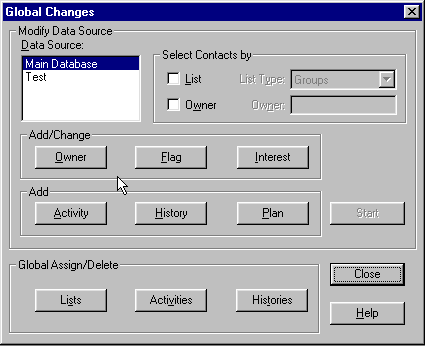 Global Changes
Modify Data Source
Data Source:
Main Database
Test
Select Contacts by
List
List Type:
Groups
Owner
Owner:
Add/Change
Owner
Flag
Interest
Add
Activity
History
Plan
Start
Global Assign/Delete
Lists
Activities
Histories
Close
Help